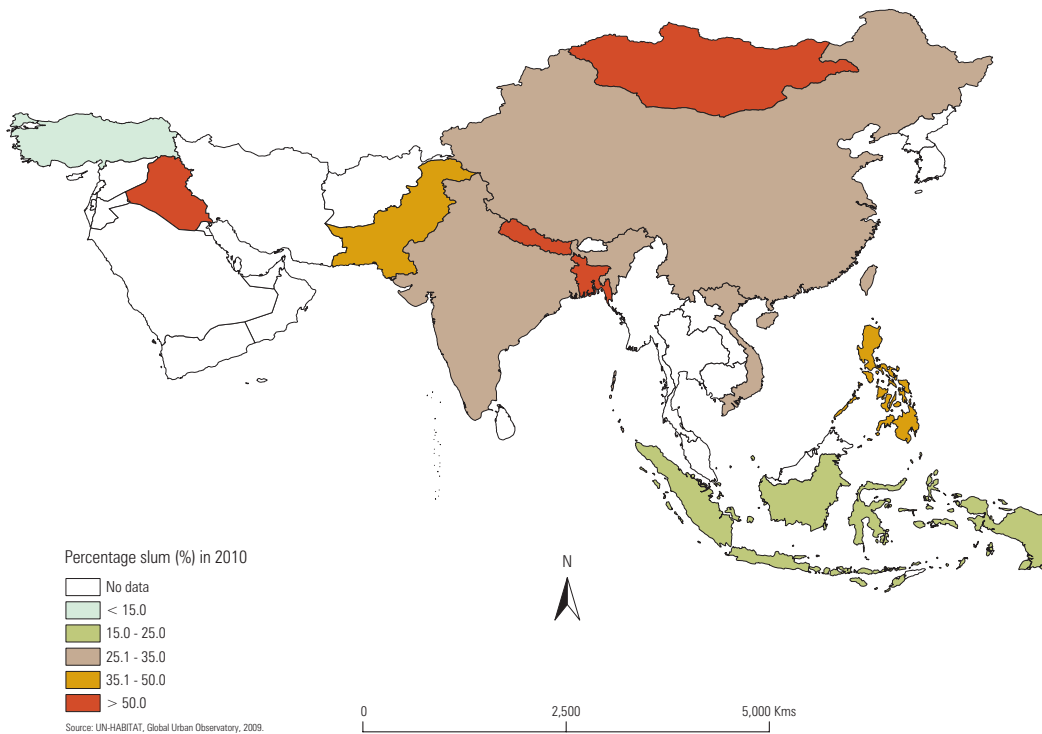 Percentage slum (%) in 2010
No data
< 15.0
15.0 - 25.0
25.1 - 35.0
35.1 - 50.0
> 50.0
Source: UN-HABITAT, Global Urban Observatory, 2009.
N
0 2,500 5,000 Kms